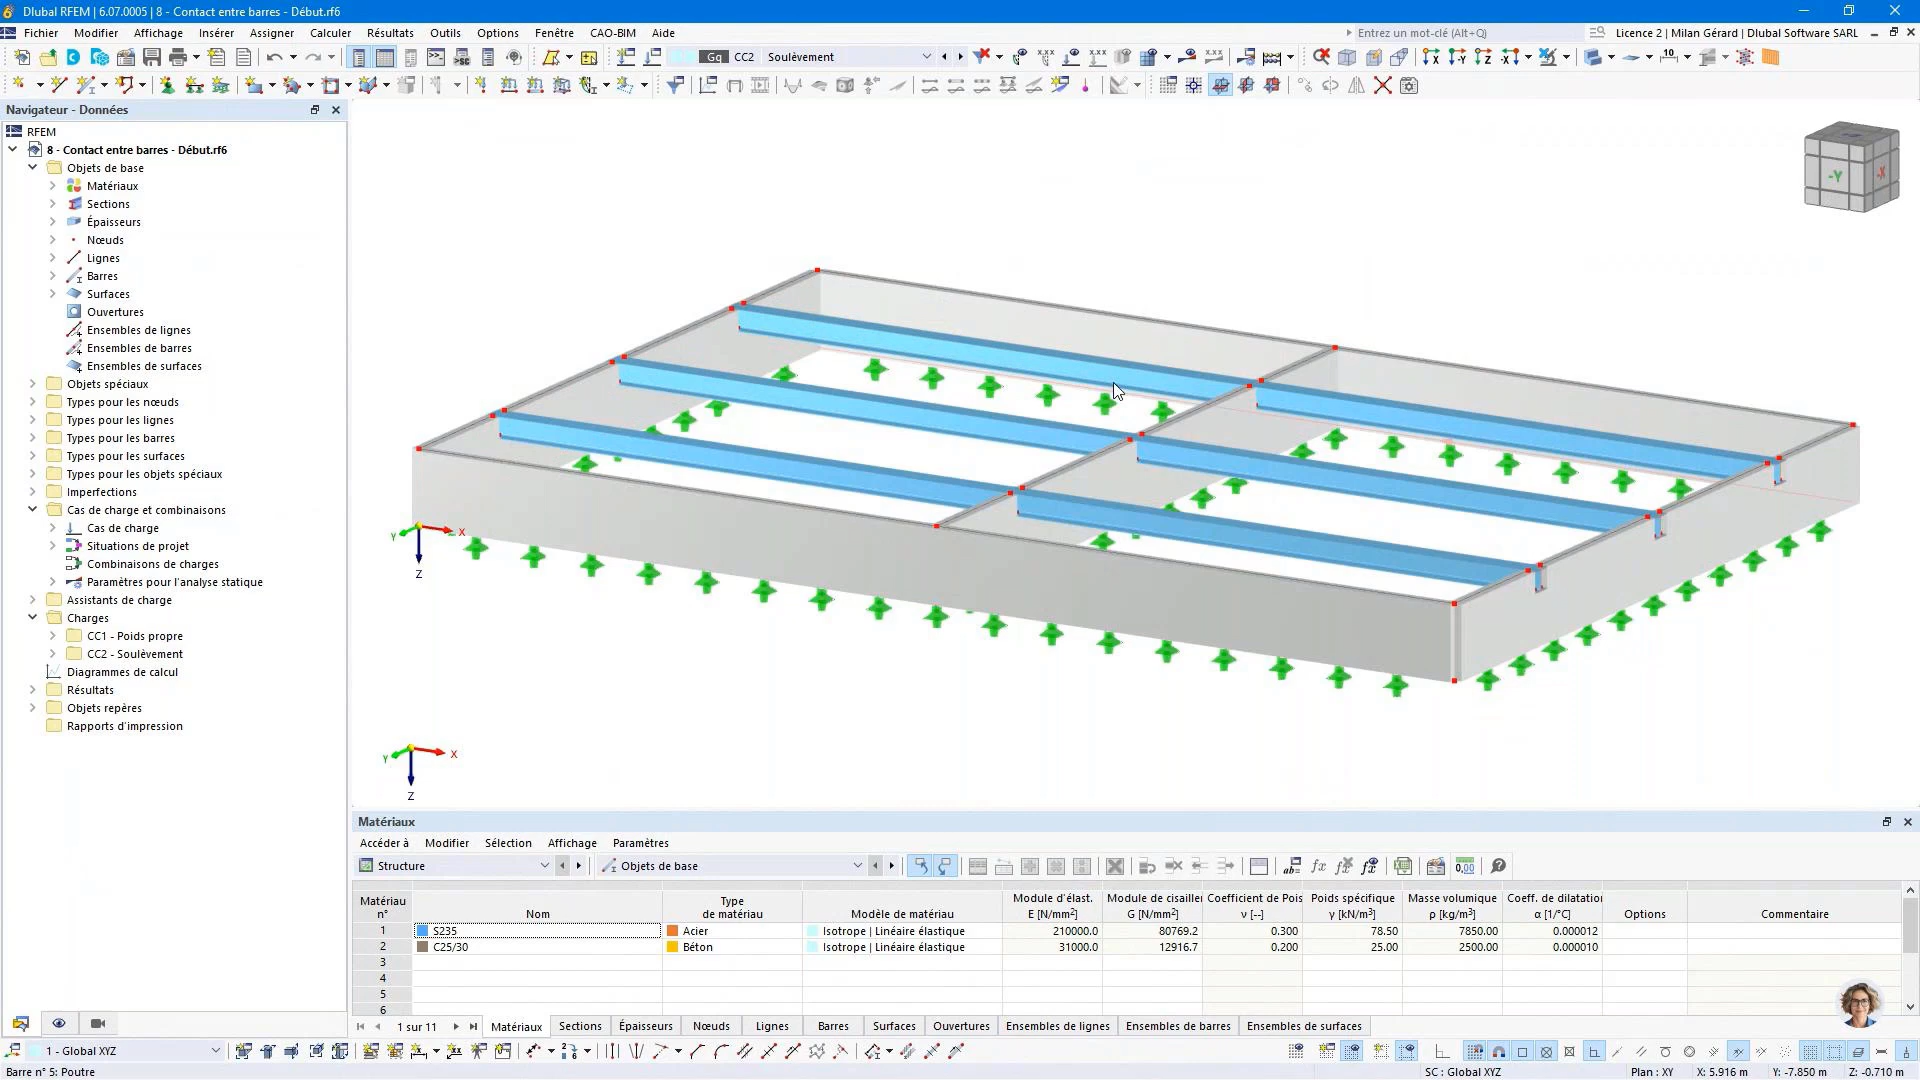 Dlubal RFEM | 6.07.0005 | 8 - Contact entre barres - Début.rf6
Fichier Modifier Affichage Insérer Assigner Calculer Résultats Outils Options Fenêtre CAO-BIM Aide
Entrez un mot-clé (Alt+Q) Licence 2 | Milan Gérard | Dlubal Software SARL
Gq CC2 Soulèvement
Navigateur - Données
RFEM
8 - Contact entre barres - Début.rf6
Objets de base
Matériaux
Sections
Épaisseurs
Nœuds
Lignes
Barres
Surfaces
Ouvertures
Ensembles de lignes
Ensembles de barres
Ensembles de surfaces
Objets spéciaux
Types pour les nœuds
Types pour les lignes
Types pour les barres
Types pour les surfaces
Types pour les objets spéciaux
Imperfections
Cas de charge et combinaisons
Cas de charge
Situations de projet
Combinaisons de charges
Paramètres pour l'analyse statique
Assistants de charge
Charges
CC1 - Poids propre
CC2 - Soulèvement
Diagrammes de calcul
Résultats
Objets repères
Rapports d'impression
-Y -X
Y X
Z
Y X
Z
Matériaux
Accéder à Modifier Sélection Affichage Paramètres
Structure Objets de base
Matériau n° Nom Type de matériau Modèle de matériau Module d'élast. E [N/mm²] Module de cisaille G [N/mm²] Coefficient de Pois ν [--] Poids spécifique γ [kN/m³] Masse volumique ρ [kg/m³] Coeff. de dilatation α [1/°C] Options Commentaire
1 S235 Acier Isotrope | Linéaire élastique 210000.0 80769.2 0.300 78.50 7850.00 0.000012
2 C25/30 Béton Isotrope | Linéaire élastique 31000.0 12916.7 0.200 25.00 2500.00 0.000010
3
4
5
6
1 sur 11 Matériaux Sections Épaisseurs Nœuds Lignes Barres Surfaces Ouvertures Ensembles de lignes Ensembles de barres Ensembles de surfaces
1 - Global XYZ
Barre n° 5: Poutre SC : Global XYZ Plan : XY X: 5.916 m Y: -7.850 m Z: -0.710 m